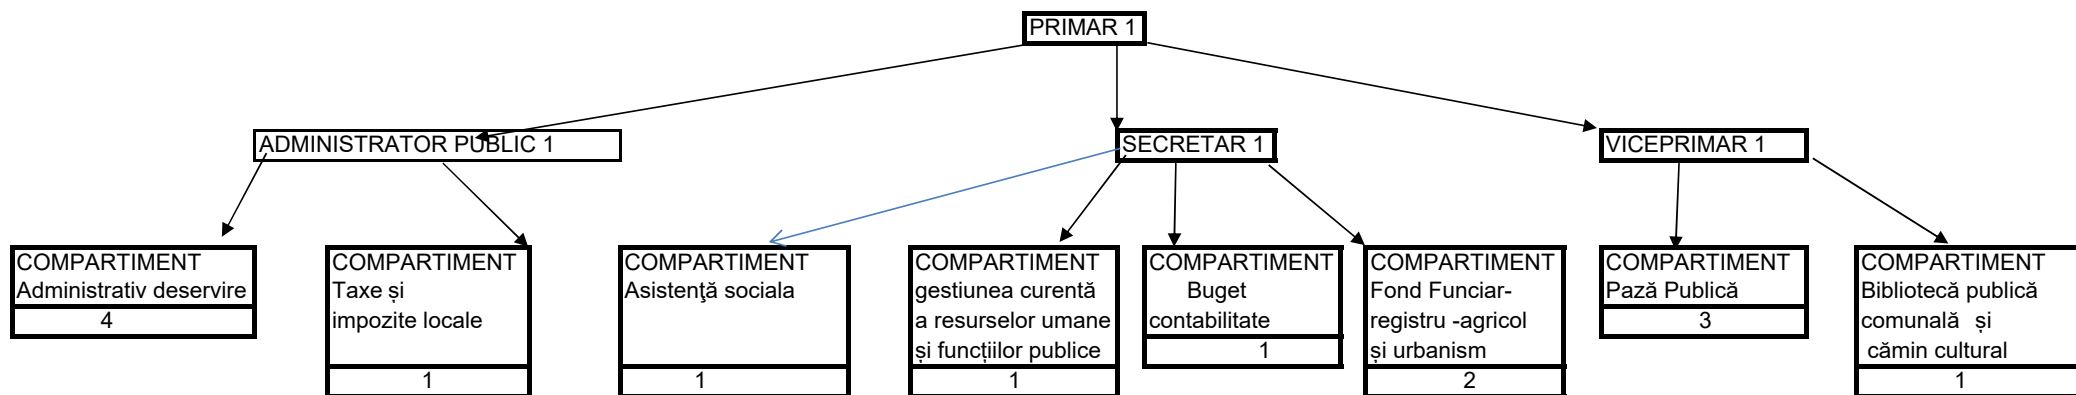 PRIMAR 1
ADMINISTRATOR PUBLIC 1
SECRETAR 1
VICEPRIMAR 1
COMPARTIMENT
Administrativ deservire
4
COMPARTIMENT
Taxe și
impozite locale
1
COMPARTIMENT
Asistenţă sociala
1
COMPARTIMENT
gestiunea curentă
a resurselor umane
și funcțiilor publice
1
COMPARTIMENT
Buget
contabilitate
1
COMPARTIMENT
Fond Funciar-
registru -agricol
și urbanism
2
COMPARTIMENT
Pază Publică
3
COMPARTIMENT
Bibliotecă publică
comunală și
cămin cultural
1